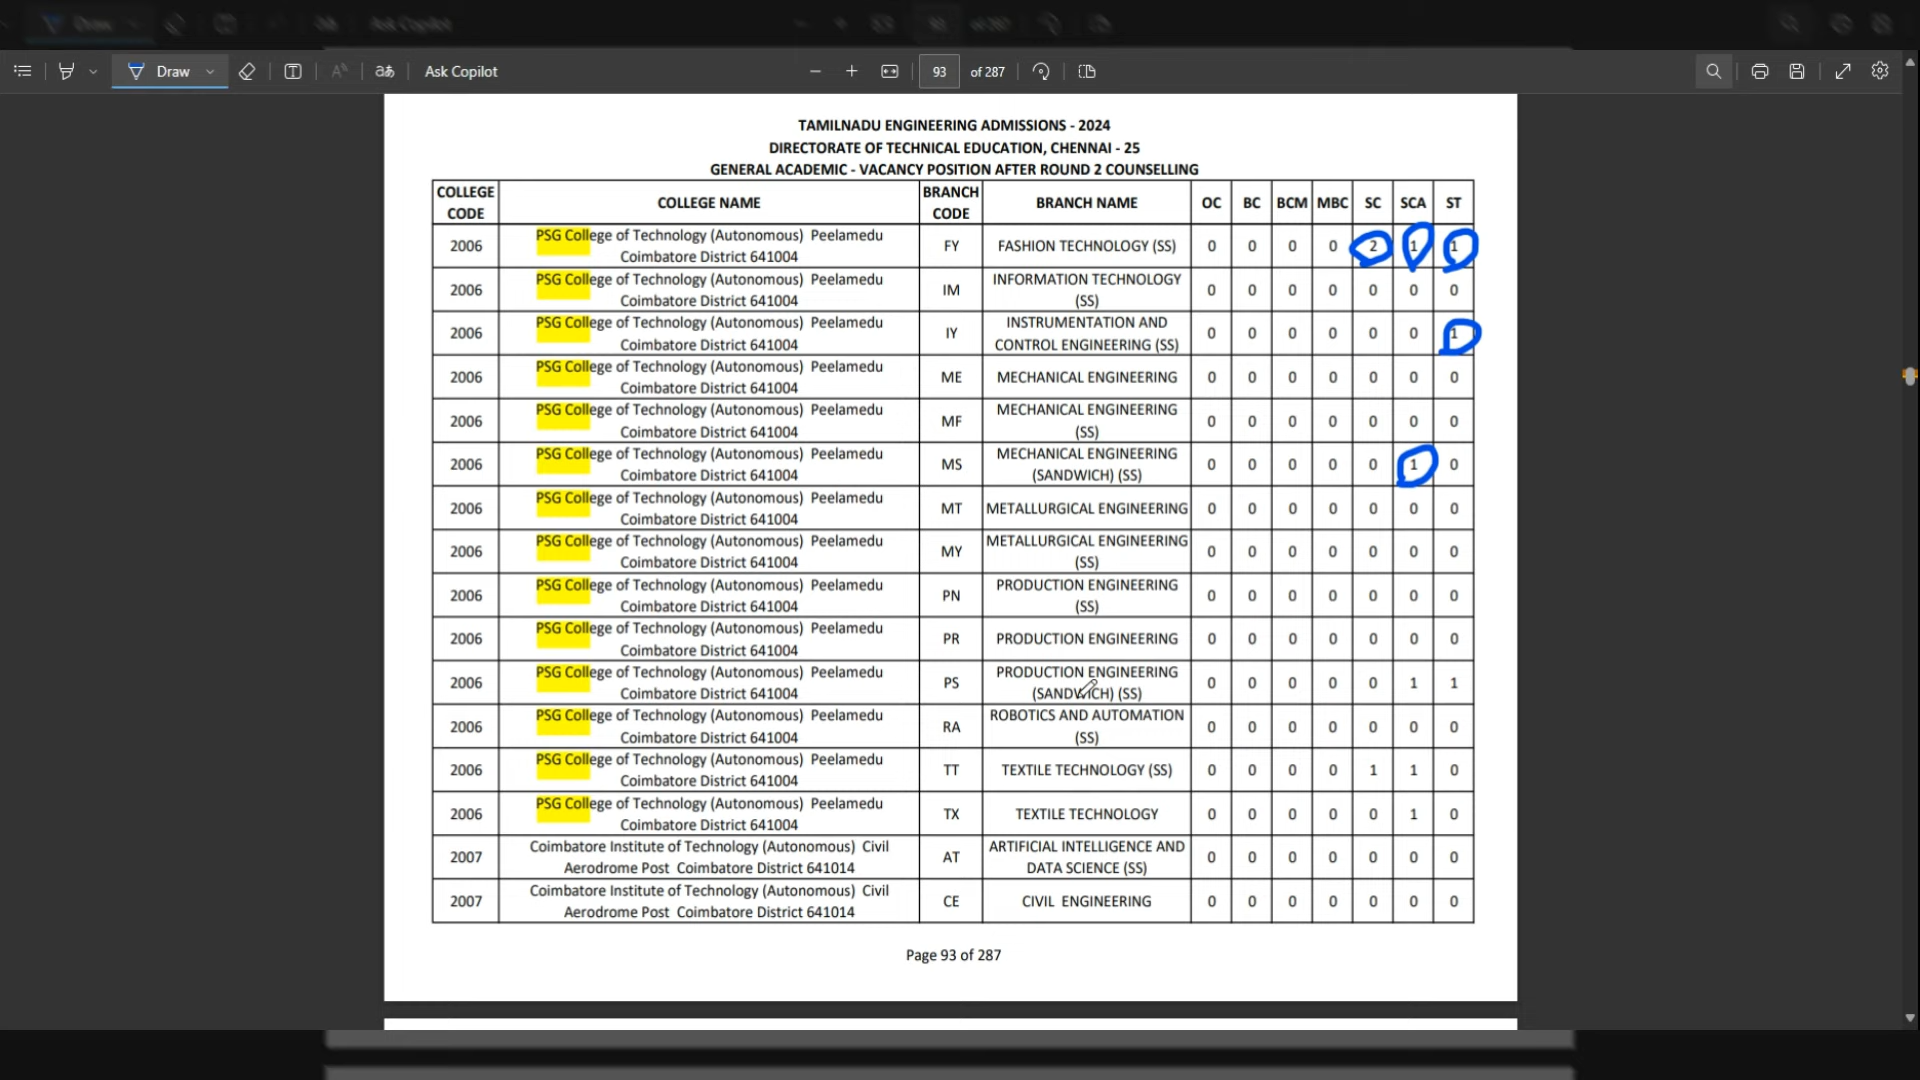 Draw
Ask Copilot
93 of 287
TAMILNADU ENGINEERING ADMISSIONS - 2024
DIRECTORATE OF TECHNICAL EDUCATION, CHENNAI - 25
GENERAL ACADEMIC - VACANCY POSITION AFTER ROUND 2 COUNSELLING
COLLEGE CODE COLLEGE NAME BRANCH CODE BRANCH NAME OC BC BCM MBC SC SCA ST
2006 PSG College of Technology (Autonomous) Peelamedu Coimbatore District 641004 FY FASHION TECHNOLOGY (SS) 0 0 0 0 2 1 1
2006 PSG College of Technology (Autonomous) Peelamedu Coimbatore District 641004 IM INFORMATION TECHNOLOGY (SS) 0 0 0 0 0 0 0
2006 PSG College of Technology (Autonomous) Peelamedu Coimbatore District 641004 IY INSTRUMENTATION AND CONTROL ENGINEERING (SS) 0 0 0 0 0 0 1
2006 PSG College of Technology (Autonomous) Peelamedu Coimbatore District 641004 ME MECHANICAL ENGINEERING 0 0 0 0 0 0 0
2006 PSG College of Technology (Autonomous) Peelamedu Coimbatore District 641004 MF MECHANICAL ENGINEERING (SS) 0 0 0 0 0 0 0
2006 PSG College of Technology (Autonomous) Peelamedu Coimbatore District 641004 MS MECHANICAL ENGINEERING (SANDWICH) (SS) 0 0 0 0 0 1 0
2006 PSG College of Technology (Autonomous) Peelamedu Coimbatore District 641004 MT METALLURGICAL ENGINEERING 0 0 0 0 0 0 0
2006 PSG College of Technology (Autonomous) Peelamedu Coimbatore District 641004 MY METALLURGICAL ENGINEERING (SS) 0 0 0 0 0 0 0
2006 PSG College of Technology (Autonomous) Peelamedu Coimbatore District 641004 PN PRODUCTION ENGINEERING (SS) 0 0 0 0 0 0 0
2006 PSG College of Technology (Autonomous) Peelamedu Coimbatore District 641004 PR PRODUCTION ENGINEERING 0 0 0 0 0 0 0
2006 PSG College of Technology (Autonomous) Peelamedu Coimbatore District 641004 PS PRODUCTION ENGINEERING (SANDWICH) (SS) 0 0 0 0 0 1 1
2006 PSG College of Technology (Autonomous) Peelamedu Coimbatore District 641004 RA ROBOTICS AND AUTOMATION (SS) 0 0 0 0 0 0 0
2006 PSG College of Technology (Autonomous) Peelamedu Coimbatore District 641004 TT TEXTILE TECHNOLOGY (SS) 0 0 0 0 1 1 0
2006 PSG College of Technology (Autonomous) Peelamedu Coimbatore District 641004 TX TEXTILE TECHNOLOGY 0 0 0 0 0 1 0
2007 Coimbatore Institute of Technology (Autonomous) Civil Aerodrome Post Coimbatore District 641014 AT ARTIFICIAL INTELLIGENCE AND DATA SCIENCE (SS) 0 0 0 0 0 0 0
2007 Coimbatore Institute of Technology (Autonomous) Civil Aerodrome Post Coimbatore District 641014 CE CIVIL ENGINEERING 0 0 0 0 0 0 0
Page 93 of 287